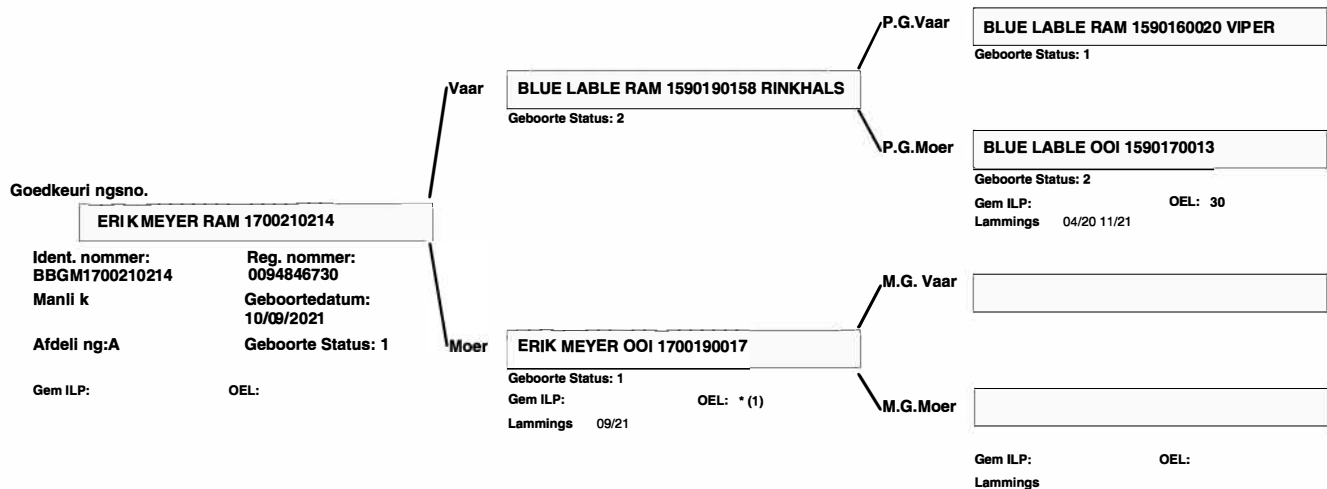 P.G.Vaar
BLUE LABLE RAM 1590160020 VIPER
Geboorte Status: 1
Vaar
BLUE LABLE RAM 1590190158 RINKHALS
Geboorte Status: 2
P.G.Moer
BLUE LABLE OOI 1590170013
Geboorte Status: 2
Gem ILP: OEL: 30
Lammings 04/20 11/21
Goedkeuri ngsno.
ERI K MEYER RAM 1700210214
Ident. nommer: Reg. nommer:
BBGM1700210214 0094846730
Manli k Geboortedatum:
10/09/2021
Afdeli ng:A Geboorte Status: 1
Gem ILP: OEL:
M.G. Vaar
Moer
ERIK MEYER OOI 1700190017
Geboorte Status: 1
Gem ILP: OEL: * (1)
Lammings 09/21
M.G.Moer
Gem ILP: OEL:
Lammings